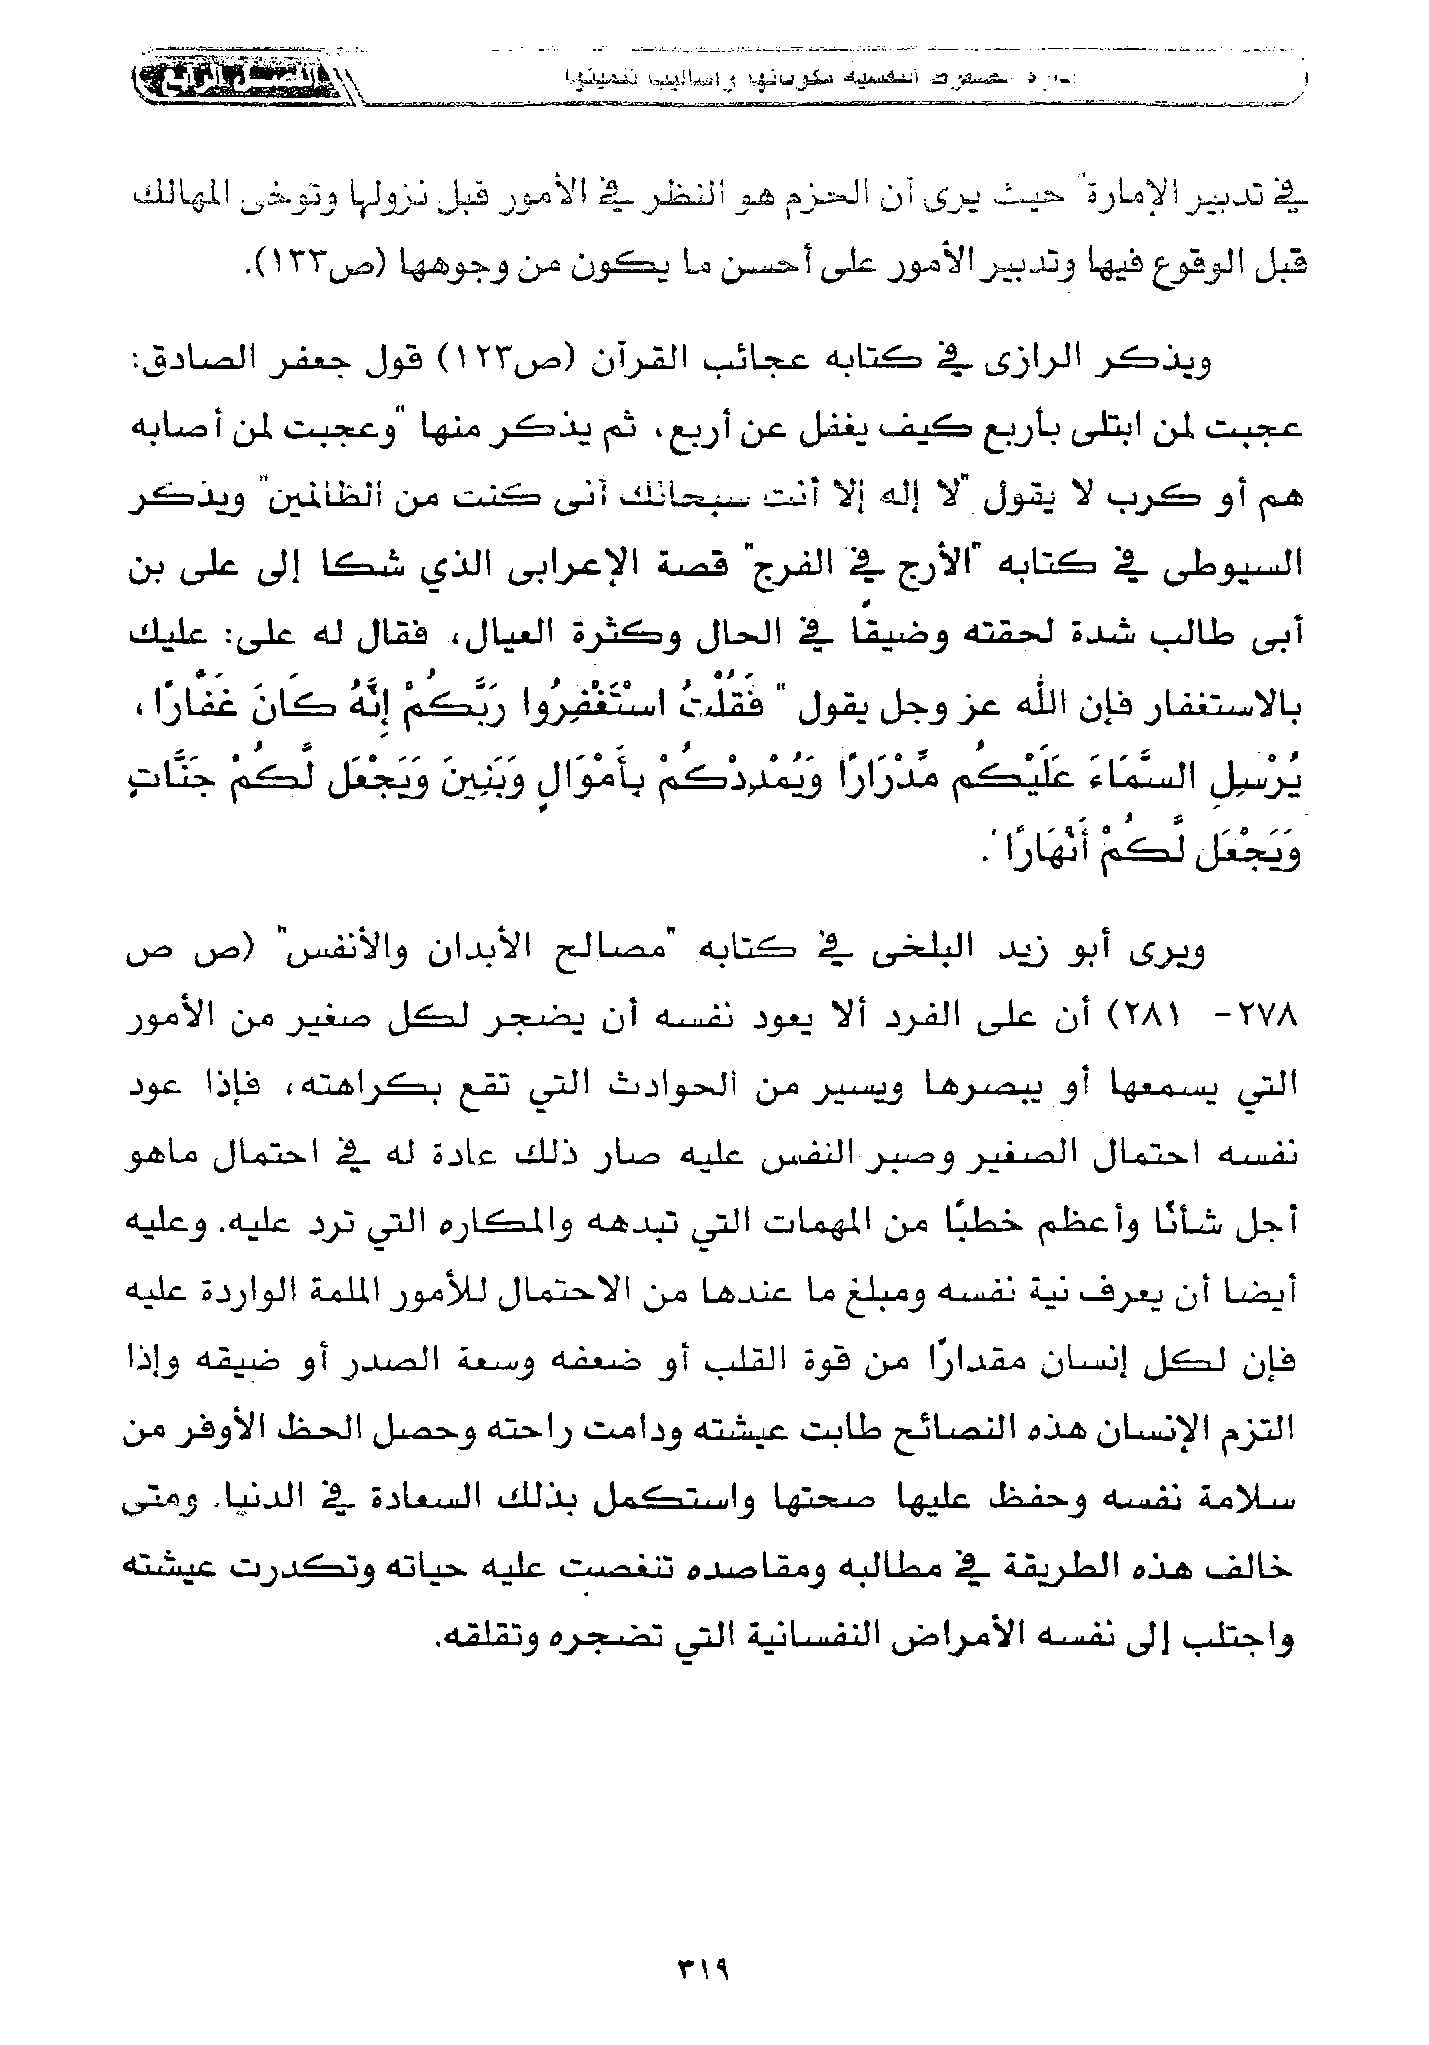 الفصل الرابع
إدارة الضغوط النفسية مكوناتها وأساليب تنميتها
في تدبير الإمارة" حيث يرى أن الحزم هو النظر في الأمور قبل نزولها وتوخى المهالك
قبل الوقوع فيها وتدبير الأمور على أحسن ما يكون من وجوهها (ص١٣٣).
ويذكر الرازى في كتابه عجائب القرآن (ص١٢٣) قول جعفر الصادق:
عجبت لمن ابتلى بأربع كيف يغفل عن أربع، ثم يذكر منها "وعجبت لمن أصابه
هم أو كرب لا يقول "لا إله إلا أنت سبحانك أنى كنت من الظالمين" ويذكر
السيوطى في كتابه "الأرج في الفرج" قصة الإعرابى الذي شكا إلى على بن
أبى طالب شدة لحقته وضيقًا في الحال وكثرة العيال، فقال له على: عليك
بالاستغفار فإن الله عز وجل يقول " فَقُلْتُ اسْتَغْفِرُوا رَبَّكُمْ إِنَّهُ كَانَ غَفَّارًا ،
يُرْسِلِ السَّمَاءَ عَلَيْكُم مِّدْرَارًا وَيُمْدِدْكُمْ بِأَمْوَالٍ وَبَنِينَ وَيَجْعَل لَّكُمْ جَنَّاتٍ
وَيَجْعَل لَّكُمْ أَنْهَارًا".
ويرى أبو زيد البلخى في كتابه "مصالح الأبدان والأنفس" (ص ص
٢٧٨- ٢٨١) أن على الفرد ألا يعود نفسه أن يضجر لكل صغير من الأمور
التي يسمعها أو يبصرها ويسير من الحوادث التي تقع بكراهته، فإذا عود
نفسه احتمال الصغير وصبر النفس عليه صار ذلك عادة له في احتمال ماهو
أجل شأنًا وأعظم خطبًا من المهمات التي تبدهه والمكاره التي ترد عليه. وعليه
أيضا أن يعرف نية نفسه ومبلغ ما عندها من الاحتمال للأمور الملمة الواردة عليه
فإن لكل إنسان مقدارًا من قوة القلب أو ضعفه وسعة الصدر أو ضيقه وإذا
التزم الإنسان هذه النصائح طابت عيشته ودامت راحته وحصل الحظ الأوفر من
سلامة نفسه وحفظ عليها صحتها واستكمل بذلك السعادة في الدنيا. ومتى
خالف هذه الطريقة في مطالبه ومقاصده تنغصت عليه حياته وتكدرت عيشته
واجتلب إلى نفسه الأمراض النفسانية التي تضجره وتقلقه.
٣١٩